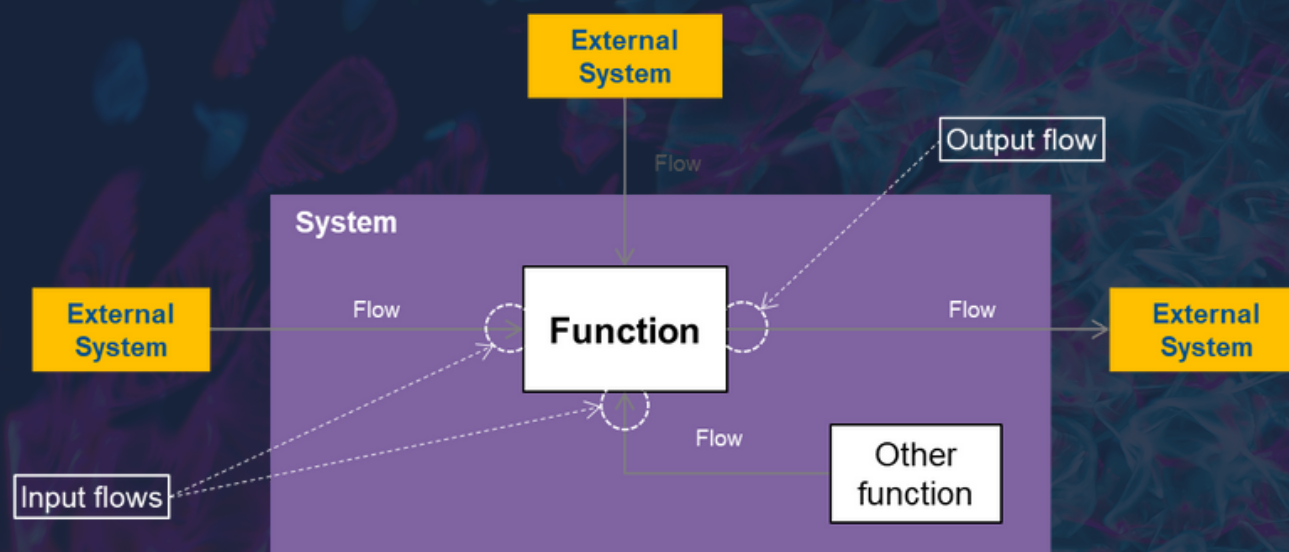 External
System
Output flow
Flow
System
External
System
Flow
Function
Flow
External
System
Flow
Other
function
Input flows